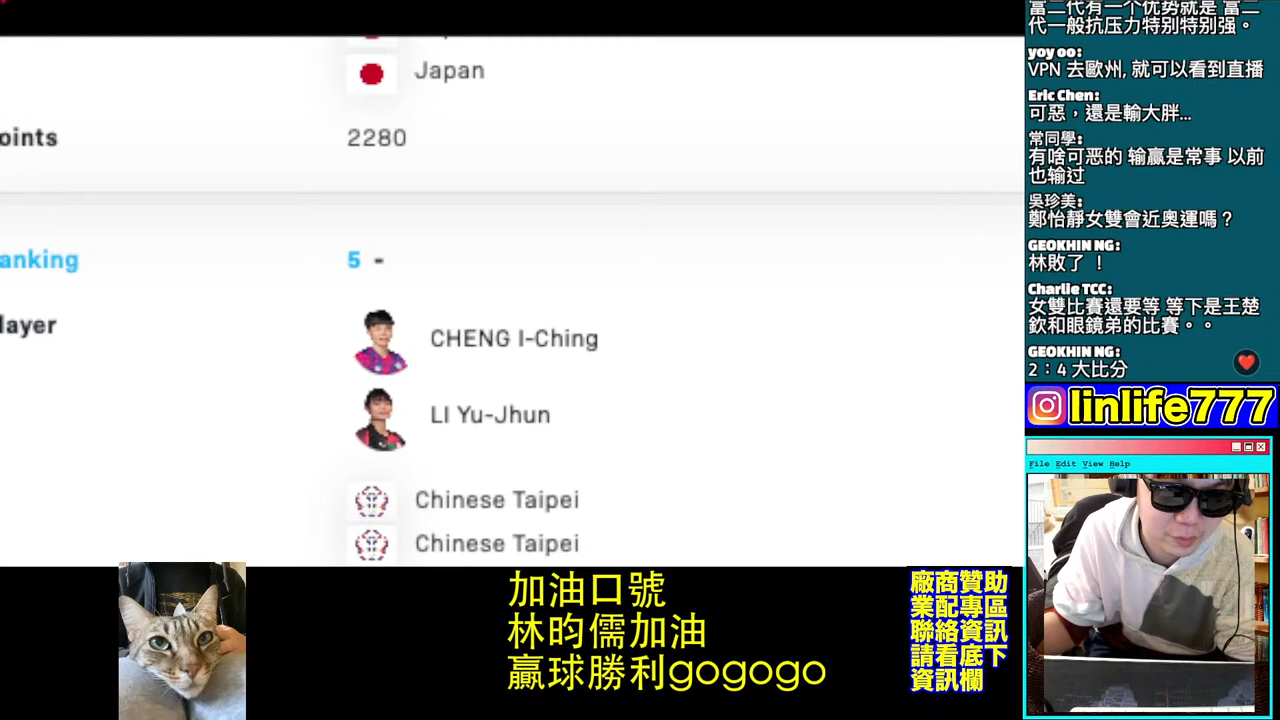 Japan
oints
2280
anking
5 -
layer
CHENG I-Ching
LI Yu-Jhun
Chinese Taipei
Chinese Taipei
富二代有一个优势就是 富二
代一般抗压力特别特别强。
yoy oo:
VPN 去歐州, 就可以看到直播
Eric Chen:
可惡，還是輸大胖...
常同學:
有啥可恶的 输赢是常事 以前
也输过
吳珍美:
鄭怡靜女雙會近奧運嗎？
GEOKHIN NG:
林敗了 ！
Charlie TCC:
女雙比賽還要等 等下是王楚
欽和眼鏡弟的比賽。。
GEOKHIN NG:
2：4 大比分
linlife777
File Edit View Help
加油口號
林昀儒加油
贏球勝利gogogo
廠商贊助
業配專區
聯絡資訊
請看底下
資訊欄